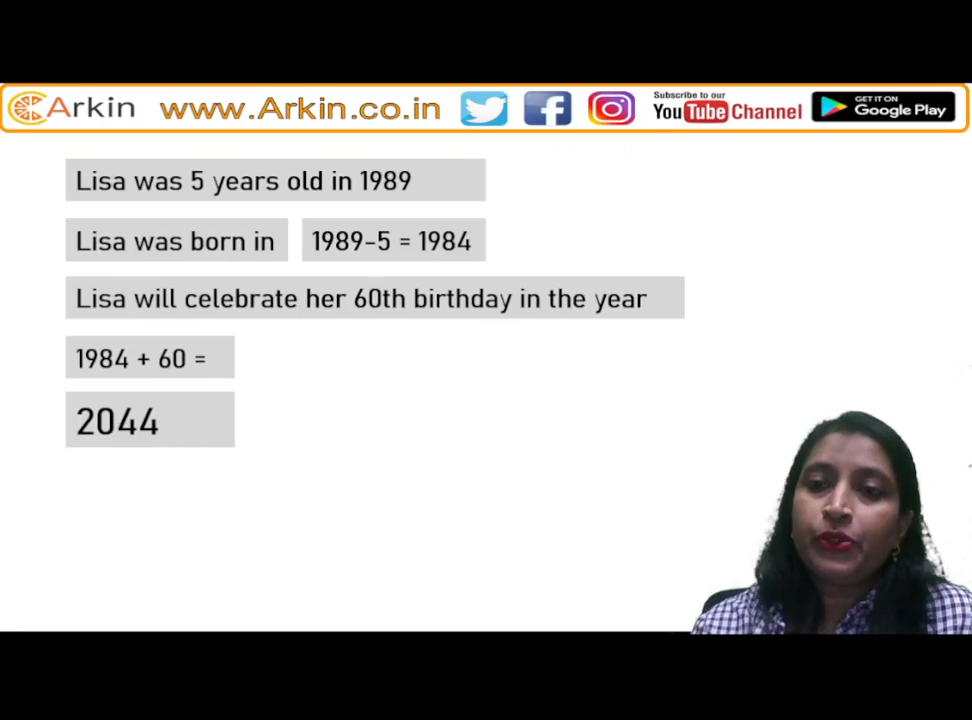 Arkin www.Arkin.co.in Subscribe to our YouTube Channel GET IT ON Google Play
Lisa was 5 years old in 1989
Lisa was born in 1989-5 = 1984
Lisa will celebrate her 60th birthday in the year
1984 + 60 =
2044